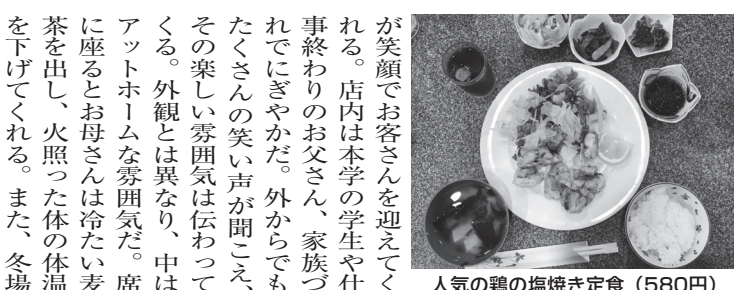 が笑顔でお客さんを迎えてく
れる。店内は本学の学生や仕
事終わりのお父さん、家族づ
れでにぎやかだ。外からでも
たくさんの笑い声が聞こえ、
その楽しい雰囲気は伝わって
くる。外観とは異なり、中は
アットホームな雰囲気だ。席
に座るとお母さんは冷たい麦
茶を出し、火照った体の体温
を下げてくれる。また、冬場
人気の鶏の塩焼き定食（580円）